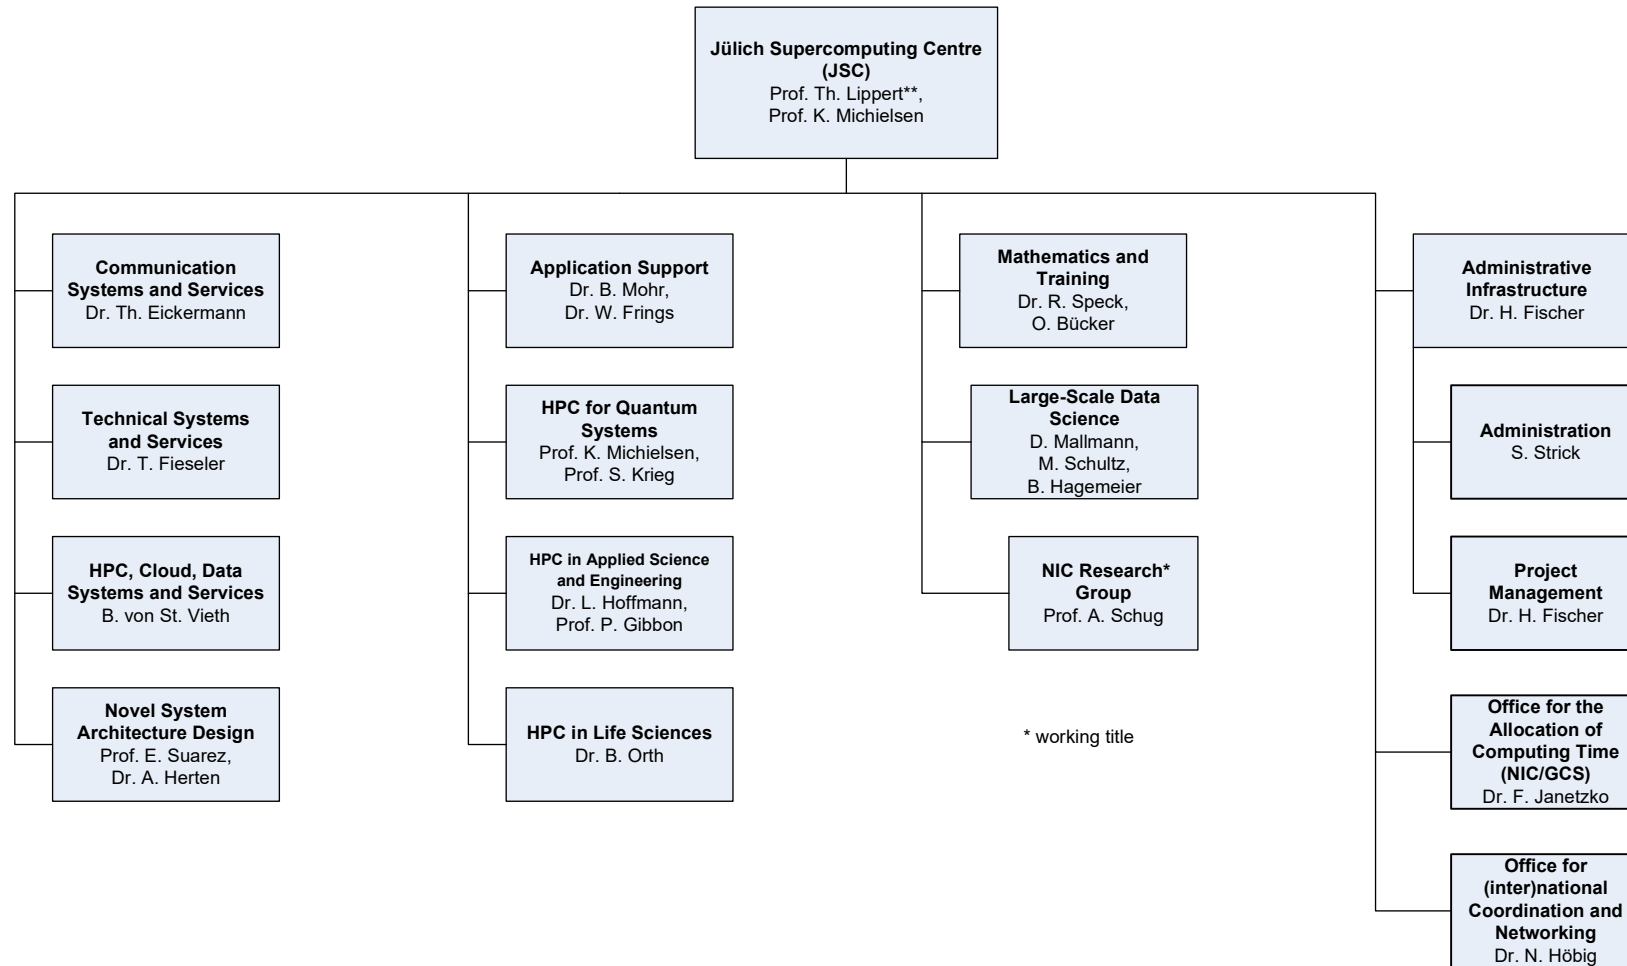 Jülich Supercomputing Centre
(JSC)
Prof. Th. Lippert**,
Prof. K. Michielsen
Communication
Systems and Services
Dr. Th. Eickermann
Technical Systems
and Services
Dr. T. Fieseler
HPC, Cloud, Data
Systems and Services
B. von St. Vieth
Novel System
Architecture Design
Prof. E. Suarez,
Dr. A. Herten
Application Support
Dr. B. Mohr,
Dr. W. Frings
HPC for Quantum
Systems
Prof. K. Michielsen,
Prof. S. Krieg
HPC in Applied Science
and Engineering
Dr. L. Hoffmann,
Prof. P. Gibbon
HPC in Life Sciences
Dr. B. Orth
Mathematics and
Training
Dr. R. Speck,
O. Bücker
Large-Scale Data
Science
D. Mallmann,
M. Schultz,
B. Hagemeier
NIC Research*
Group
Prof. A. Schug
* working title
Administrative
Infrastructure
Dr. H. Fischer
Administration
S. Strick
Project
Management
Dr. H. Fischer
Office for the
Allocation of
Computing Time
(NIC/GCS)
Dr. F. Janetzko
Office for
(inter)national
Coordination and
Networking
Dr. N. Höbig